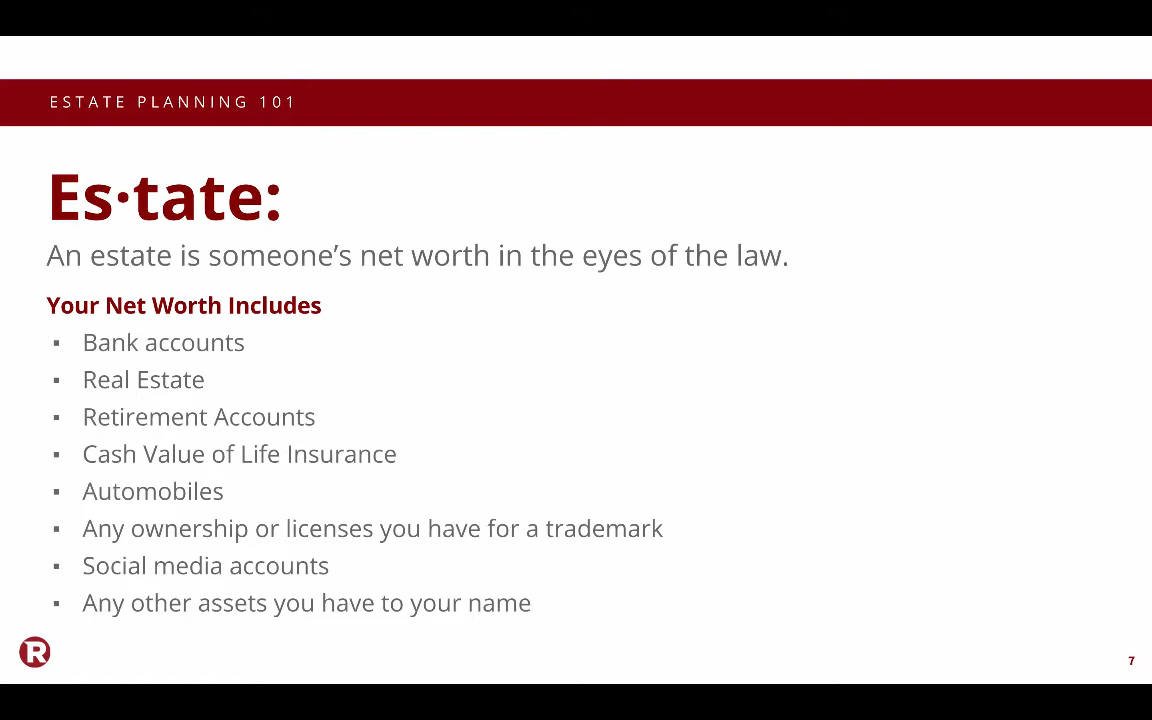 ESTATE PLANNING 101
Es·tate:
An estate is someone’s net worth in the eyes of the law.
Your Net Worth Includes
▪ Bank accounts
▪ Real Estate
▪ Retirement Accounts
▪ Cash Value of Life Insurance
▪ Automobiles
▪ Any ownership or licenses you have for a trademark
▪ Social media accounts
▪ Any other assets you have to your name
R
7